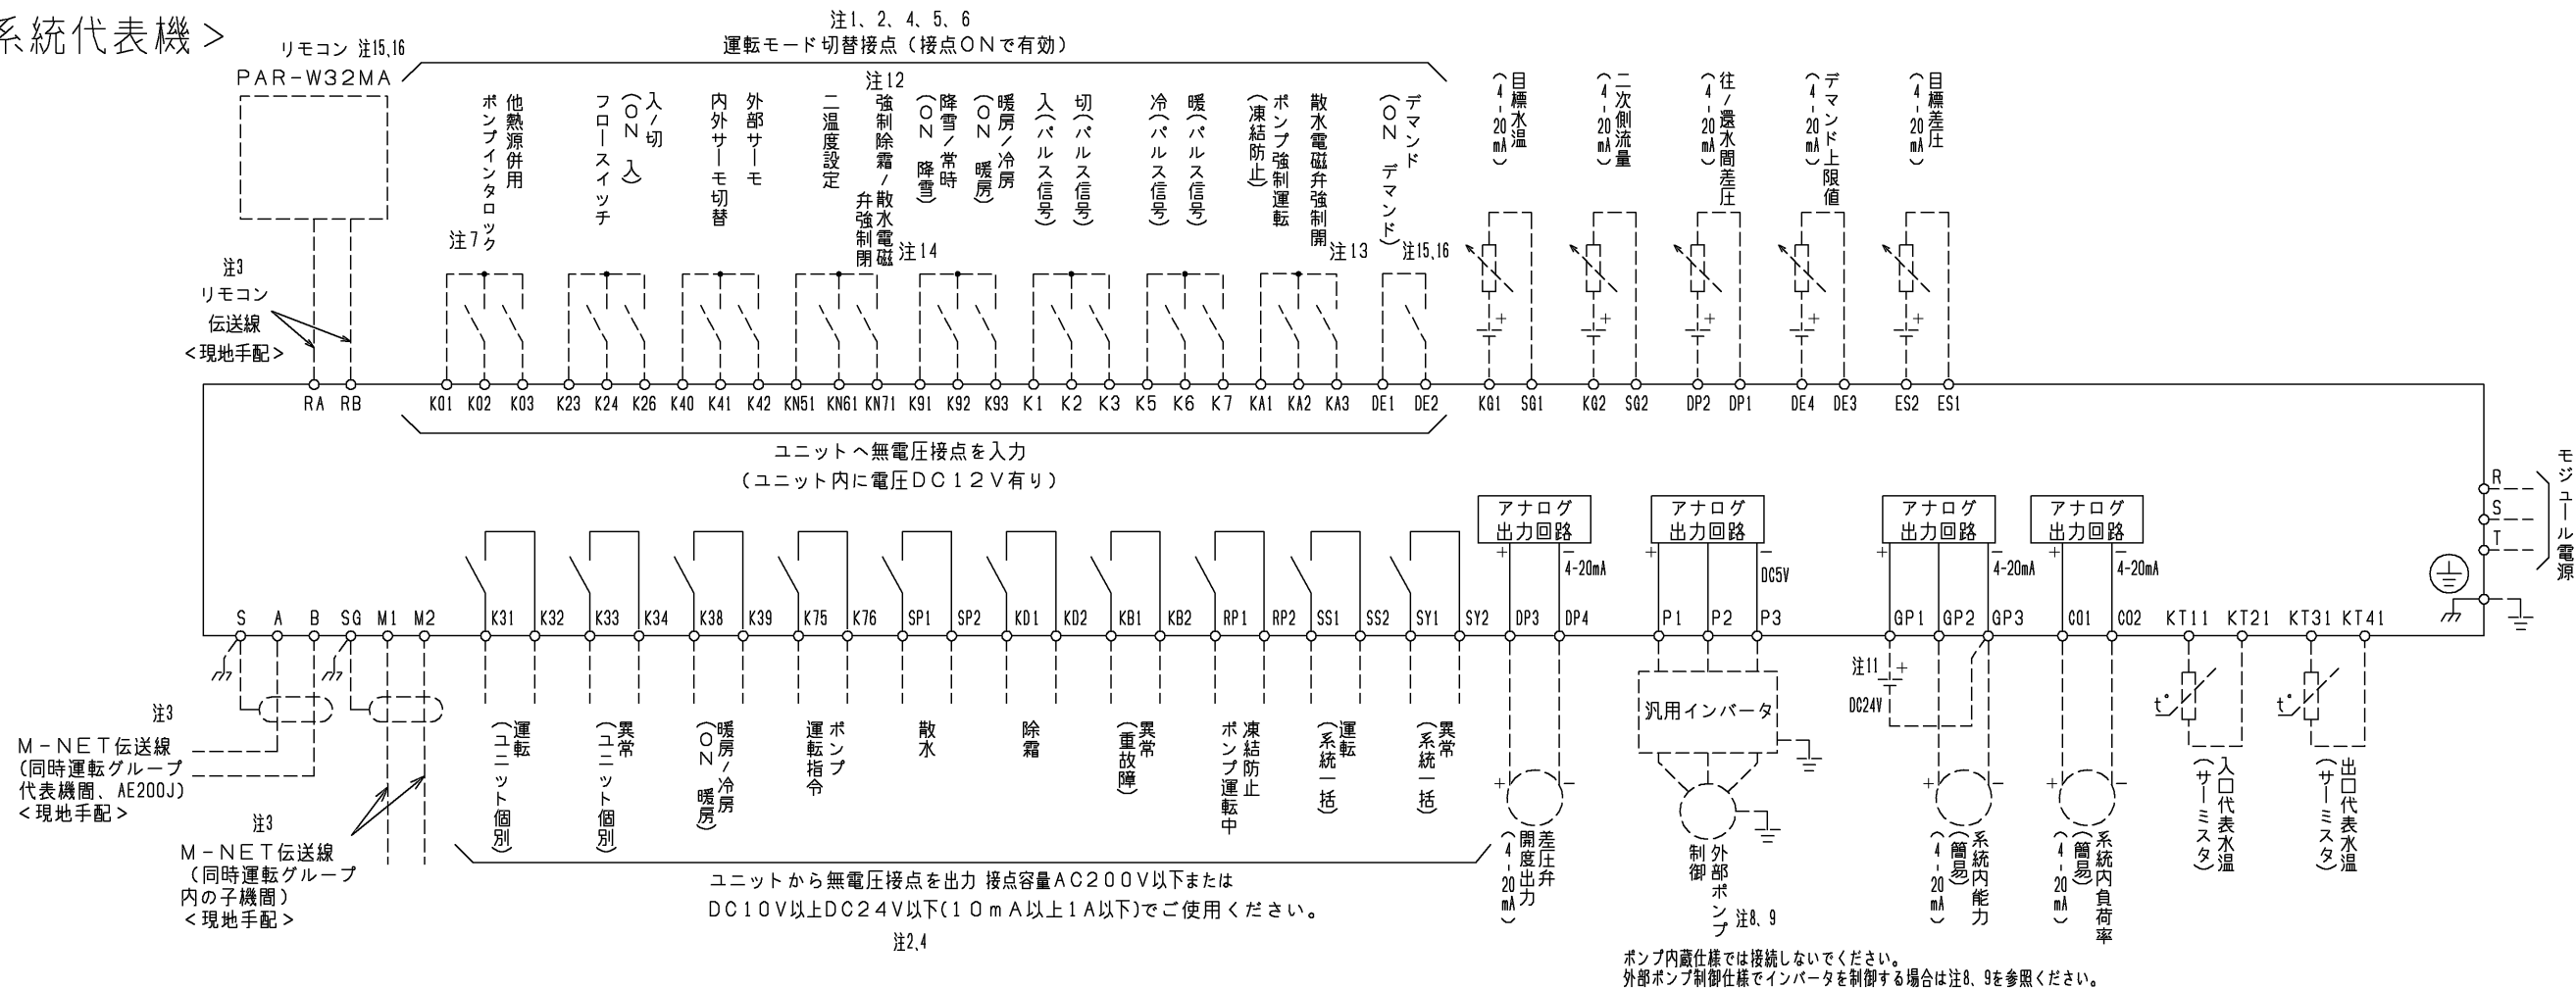 系統代表機＞
リモコン 注15,16
PAR-W32MA
注1、2、4、5、6
運転モード切替接点（接点ONで有効）
他熱源併用
ポンプインタロック
注7
入／切
（ON 入）
フロースイッチ
外部サーモ
内外サーモ切替
二温度設定
注12
強制除霜／散水電磁
弁強制閉
注14
暖房／冷房
（ON 暖房）
降雪／常時
（ON 降雪）
入（パルス信号）
切（パルス信号）
冷（パルス信号）
暖（パルス信号）
ポンプ強制運転
（凍結防止）
散水電磁弁強制開
注13
デマンド
（ON デマンド）
注15,16
目標水温
（4-20mA）
二次側流量
（4-20mA）
往／還水間差圧
（4-20mA）
デマンド上限値
（4-20mA）
目標差圧
（4-20mA）
注3
リモコン
伝送線
＜現地手配＞
+ + + + +
RA RB K01 K02 K03 K23 K24 K26 K40 K41 K42 KN51 KN61 KN71 K91 K92 K93 K1 K2 K3 K5 K6 K7 KA1 KA2 KA3 DE1 DE2 KG1 SG1 KG2 SG2 DP2 DP1 DE4 DE3 ES2 ES1
ユニットへ無電圧接点を入力
（ユニット内に電圧DC12V有り）
R
S
T
モジュール電源
アナログ
出力回路
+ −
4-20mA
アナログ
出力回路
+ −
DC5V
アナログ
出力回路
+ −
4-20mA
アナログ
出力回路
+ −
4-20mA
S A B SG M1 M2 K31 K32 K33 K34 K38 K39 K75 K76 SP1 SP2 KD1 KD2 KB1 KB2 RP1 RP2 SS1 SS2 SY1 SY2 DP3 DP4 P1 P2 P3 GP1 GP2 GP3 CO1 CO2 KT11 KT21 KT31 KT41
注3
M-NET伝送線
（同時運転グループ
代表機間、AE200J）
＜現地手配＞
注3
M-NET伝送線
（同時運転グループ
内の子機間）
＜現地手配＞
運転
（ユニット個別）
異常
（ユニット個別）
暖房／冷房
（ON 暖房）
ポンプ
運転指令
散水
除霜
異常
（重故障）
凍結防止
ポンプ運転中
運転
（系統一括）
異常
（系統一括）
+ −
差圧弁
開度出力
（4-20mA）
汎用インバータ
外部ポンプ
制御
注8、9
注11
+
DC24V
+ −
系統内能力
（簡易）
（4-20mA）
+ −
系統内負荷率
（簡易）
（4-20mA）
t°
入口代表水温
（サーミスタ）
t°
出口代表水温
（サーミスタ）
ユニットから無電圧接点を出力 接点容量AC200V以下または
DC10V以上DC24V以下(10mA以上1A以下)でご使用ください。
注2,4
ポンプ内蔵仕様では接続しないでください。
外部ポンプ制御仕様でインバータを制御する場合は注8、9を参照ください。